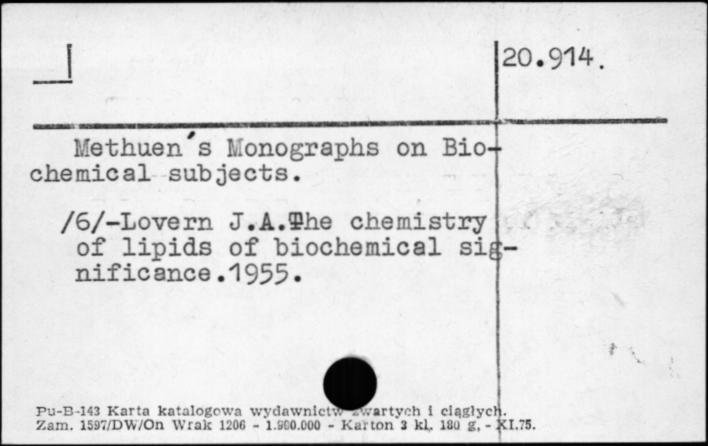 20.914.
Methuen's Monographs on Bio-
chemical subjects.
/6/-Lovern J.A.The chemistry
of lipids of biochemical sig-
nificance.1955.
Pu-B-143 Karta katalogowa wydawnictw zwartych i ciągłych.
Zam. 1597/DW/On Wrak 1206 - 1.980.000 - Karton 3 kl. 180 g. - XI.75.